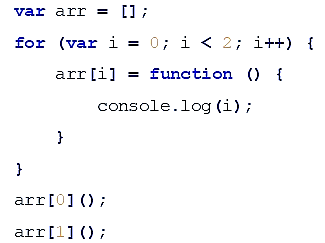 var arr = [];
for (var i = 0; i < 2; i++) {
    arr[i] = function () {
        console.log(i);
    }
}
arr[0]();
arr[1]();